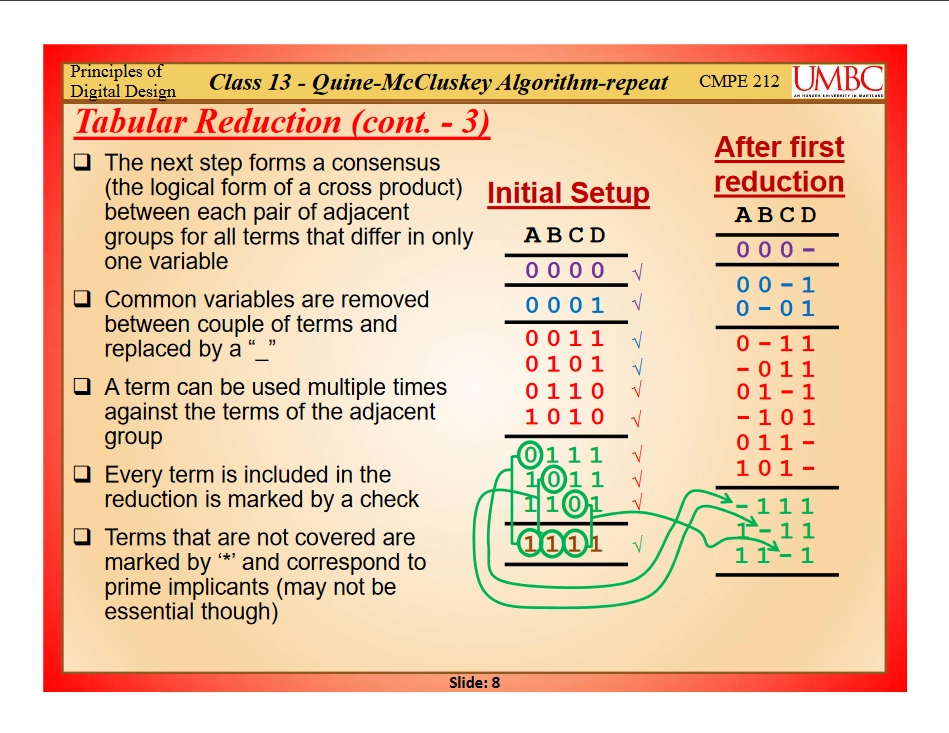 Principles of
Digital Design
Class 13 - Quine-McCluskey Algorithm-repeat
CMPE 212
UMBC
AN HONORS UNIVERSITY IN MARYLAND
Tabular Reduction (cont. - 3)
❑ The next step forms a consensus
(the logical form of a cross product)
between each pair of adjacent
groups for all terms that differ in only
one variable
❑ Common variables are removed
between couple of terms and
replaced by a “_”
❑ A term can be used multiple times
against the terms of the adjacent
group
❑ Every term is included in the
reduction is marked by a check
❑ Terms that are not covered are
marked by ‘*’ and correspond to
prime implicants (may not be
essential though)
Initial Setup
A B C D
0 0 0 0 √
0 0 0 1 √
0 0 1 1 √
0 1 0 1 √
0 1 1 0 √
1 0 1 0 √
0 1 1 1 √
1 0 1 1 √
1 1 0 1 √
1 1 1 1 √
After first
reduction
A B C D
0 0 0 –
0 0 – 1
0 – 0 1
0 – 1 1
– 0 1 1
0 1 – 1
– 1 0 1
0 1 1 –
1 0 1 –
– 1 1 1
1 – 1 1
1 1 – 1
Slide: 8